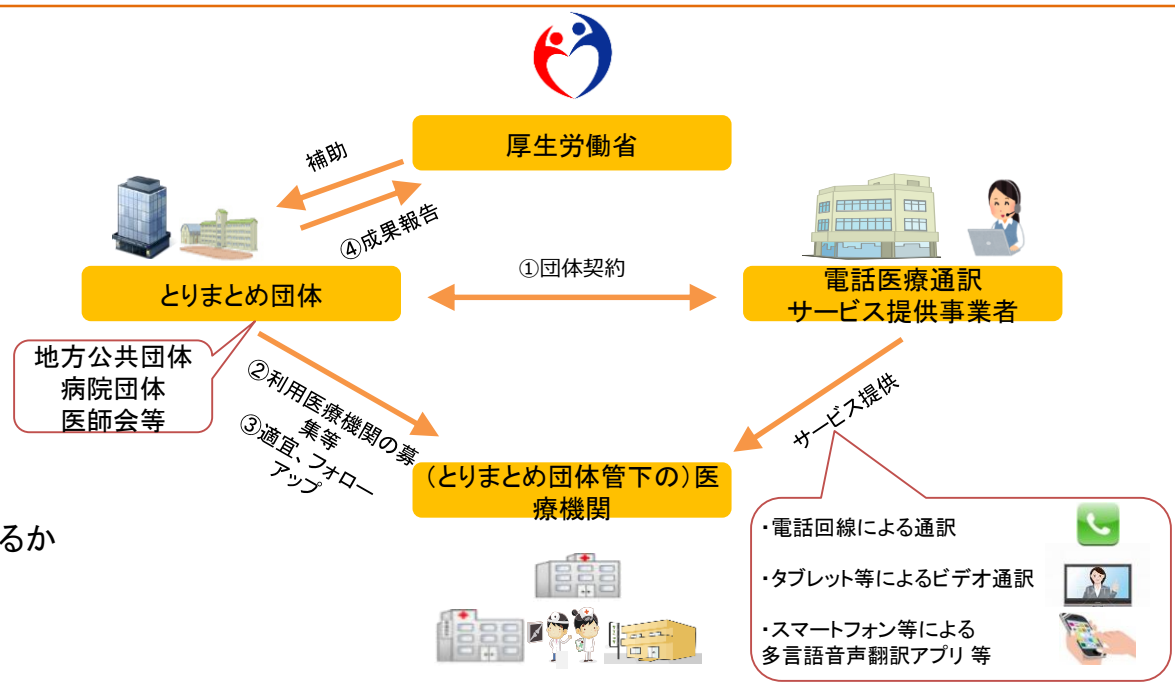 厚生労働省
補助
④成果報告
①団体契約
とりまとめ団体
電話医療通訳
サービス提供事業者
地方公共団体
病院団体
医師会等
②利用医療機関の募
集等
③適宜、フォロー
アップ
サービス提供
(とりまとめ団体管下の)医
療機関
るか
・電話回線による通訳
・タブレット等によるビデオ通訳
・スマートフォン等による
多言語音声翻訳アプリ 等